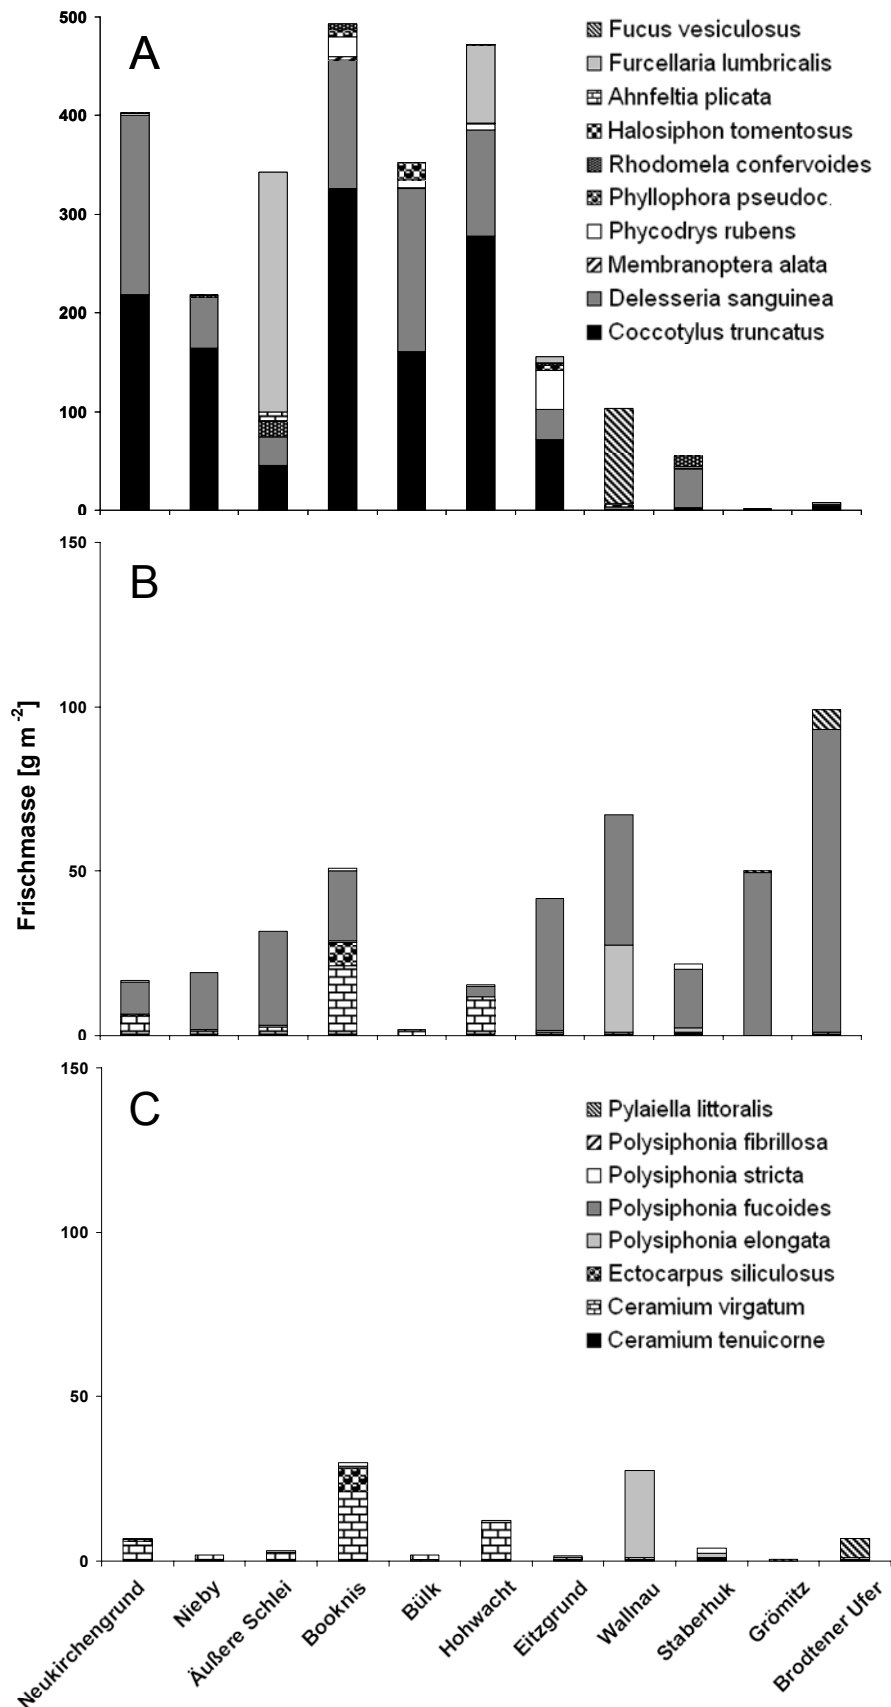 500
400
300
200
100
0
A
Fucus vesiculosus
Furcellaria lumbricalis
Ahnfeltia plicata
Halosiphon tomentosus
Rhodomela confervoides
Phyllophora pseudoc.
Phycodrys rubens
Membranoptera alata
Delesseria sanguinea
Coccotylus truncatus
Frischmasse [g m⁻²]
150
100
50
0
B
150
100
50
0
C
Pylaiella littoralis
Polysiphonia fibrillosa
Polysiphonia stricta
Polysiphonia fucoides
Polysiphonia elongata
Ectocarpus siliculosus
Ceramium virgatum
Ceramium tenuicorne
Neukirchengrund
Nieby
Äußere Schlei
Booknis
Bülk
Hohwacht
Eitzgrund
Wallnau
Staberhuk
Grömitz
Brodtener Ufer